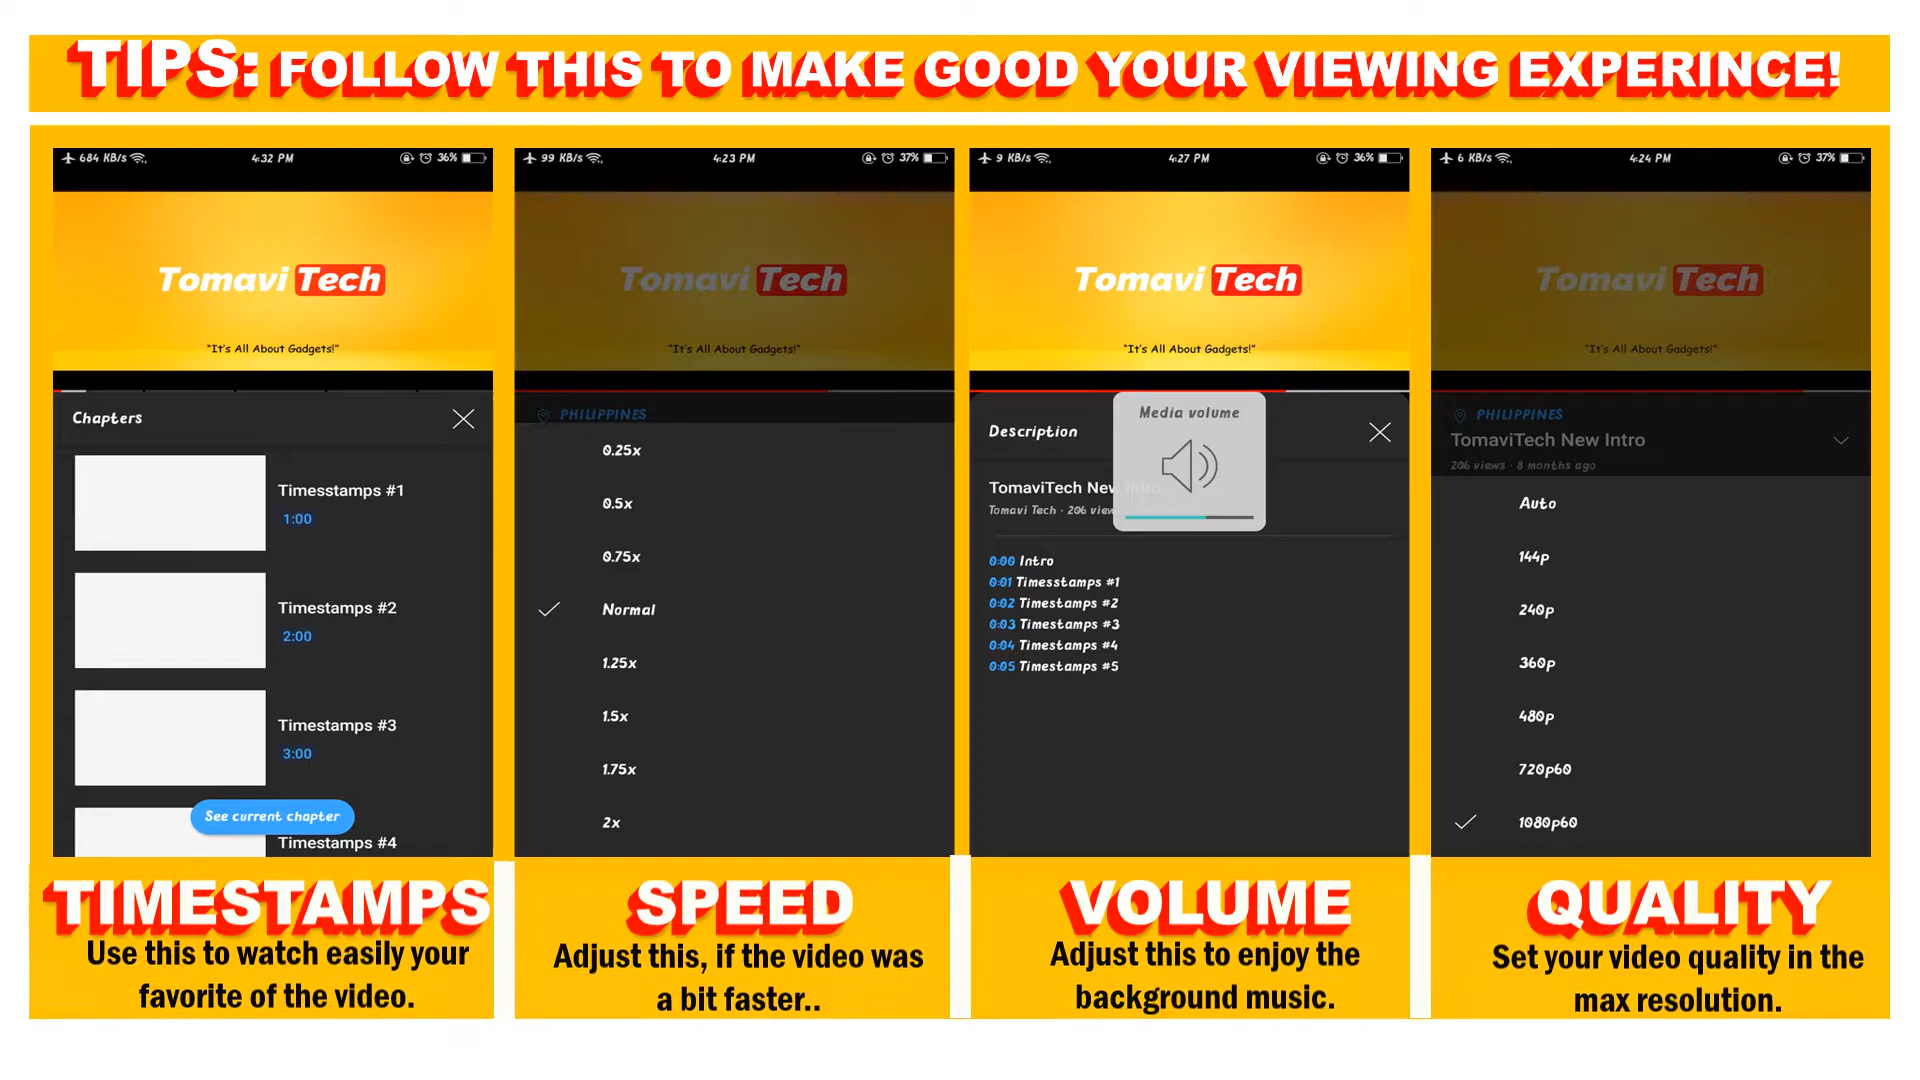 TIPS: FOLLOW THIS TO MAKE GOOD YOUR VIEWING EXPERINCE!
684 KB/s 4:32 PM 36%
Tomavi Tech
"It's All About Gadgets!"
Chapters
Timesstamps #1
1:00
Timestamps #2
2:00
Timestamps #3
3:00
See current chapter
Timestamps #4
TIMESTAMPS
Use this to watch easily your
favorite of the video.
99 KB/s 4:23 PM 37%
Tomavi Tech
"It's All About Gadgets!"
PHILIPPINES
0.25x
0.5x
0.75x
Normal
1.25x
1.5x
1.75x
2x
SPEED
Adjust this, if the video was
a bit faster..
9 KB/s 4:27 PM 36%
Tomavi Tech
"It's All About Gadgets!"
Media volume
Description
TomaviTech New Intro
Tomavi Tech · 206 view
0:00 Intro
0:01 Timesstamps #1
0:02 Timestamps #2
0:03 Timestamps #3
0:04 Timestamps #4
0:05 Timestamps #5
VOLUME
Adjust this to enjoy the
background music.
6 KB/s 4:24 PM 37%
Tomavi Tech
"It's All About Gadgets!"
PHILIPPINES
TomaviTech New Intro
206 views · 8 months ago
Auto
144p
240p
360p
480p
720p60
1080p60
QUALITY
Set your video quality in the
max resolution.